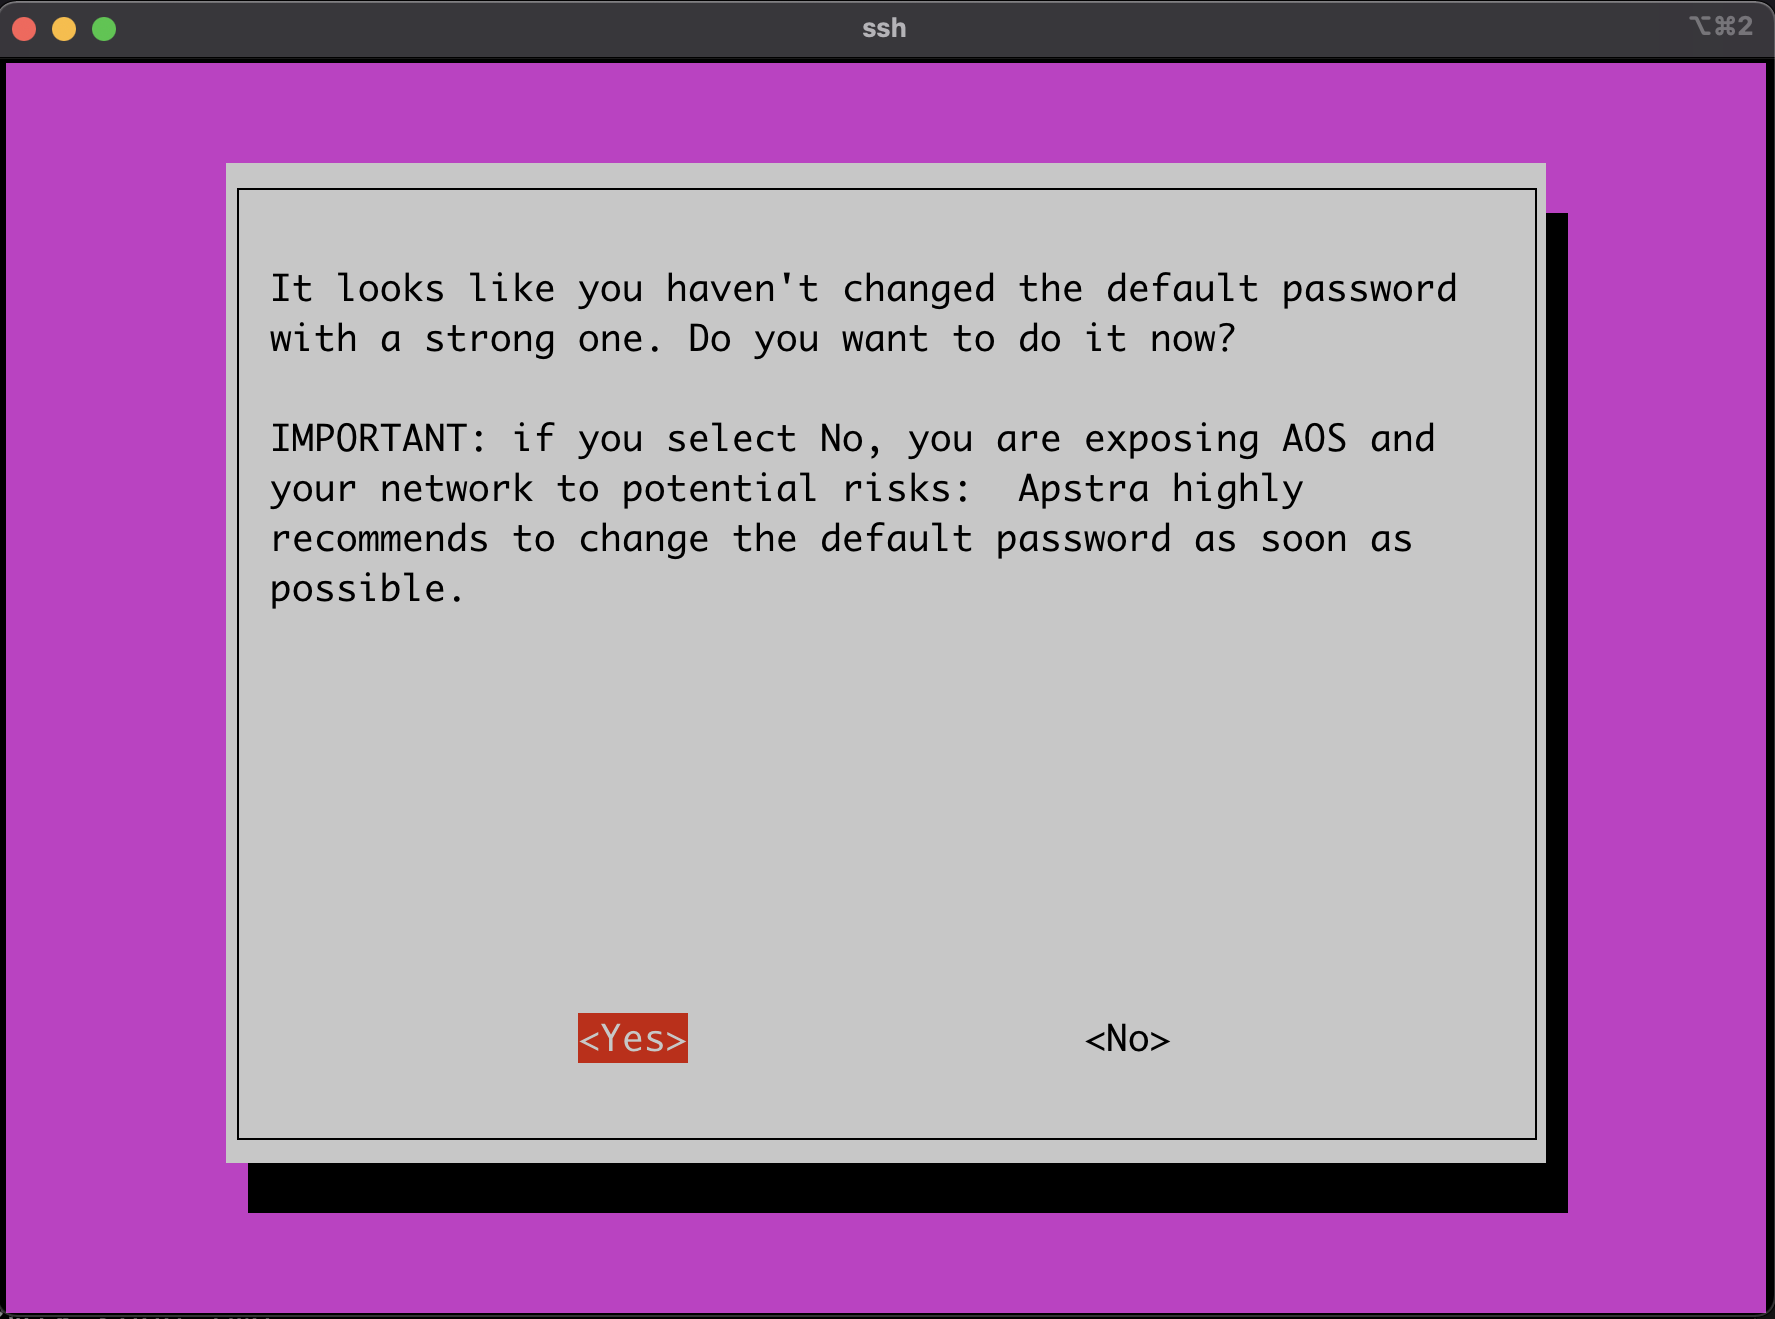 ssh
⌥⌘2
It looks like you haven't changed the default password
with a strong one. Do you want to do it now?
IMPORTANT: if you select No, you are exposing AOS and
your network to potential risks:  Apstra highly
recommends to change the default password as soon as
possible.
<Yes> <No>